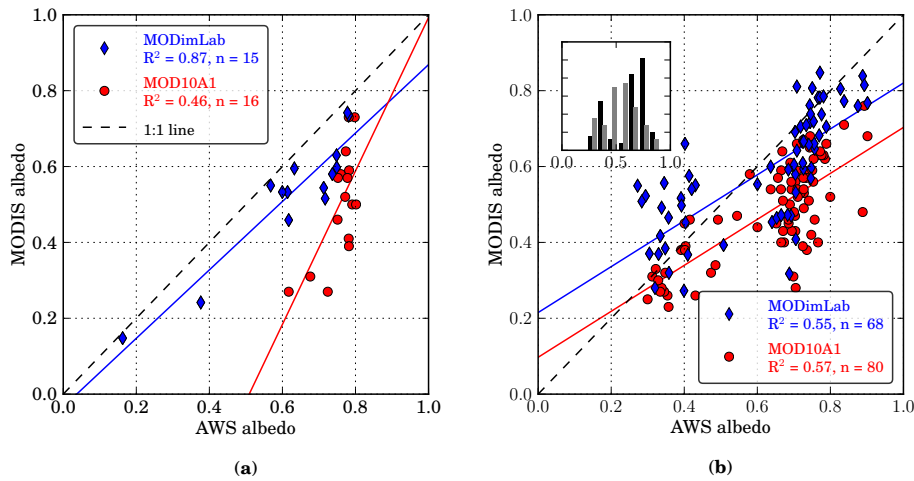 MODimLab
R² = 0.87, n = 15
MOD10A1
R² = 0.46, n = 16
1:1 line
1.0
0.8
0.6
0.4
0.2
0.0
MODIS albedo
0.0 0.2 0.4 0.6 0.8 1.0
AWS albedo
(a)
1.0
0.8
0.6
0.4
0.2
0.0
MODIS albedo
0.0 0.5 1.0
MODimLab
R² = 0.55, n = 68
MOD10A1
R² = 0.57, n = 80
0.0 0.2 0.4 0.6 0.8 1.0
AWS albedo
(b)